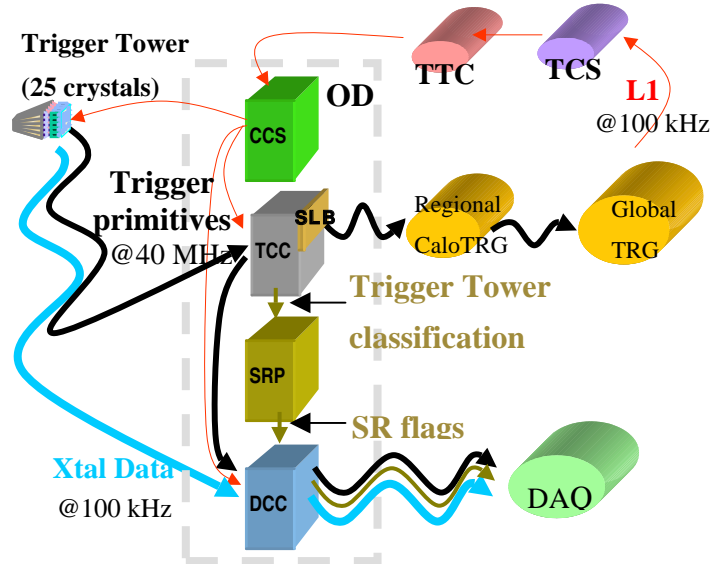 Trigger Tower
(25 crystals)
TTC
TCS
OD
L1
@100 kHz
CCS
Trigger
primitives
@40 MHz
SLB
TCC
Regional
CaloTRG
Global
TRG
Trigger Tower
classification
SRP
SR flags
Xtal Data
@100 kHz
DCC
DAQ